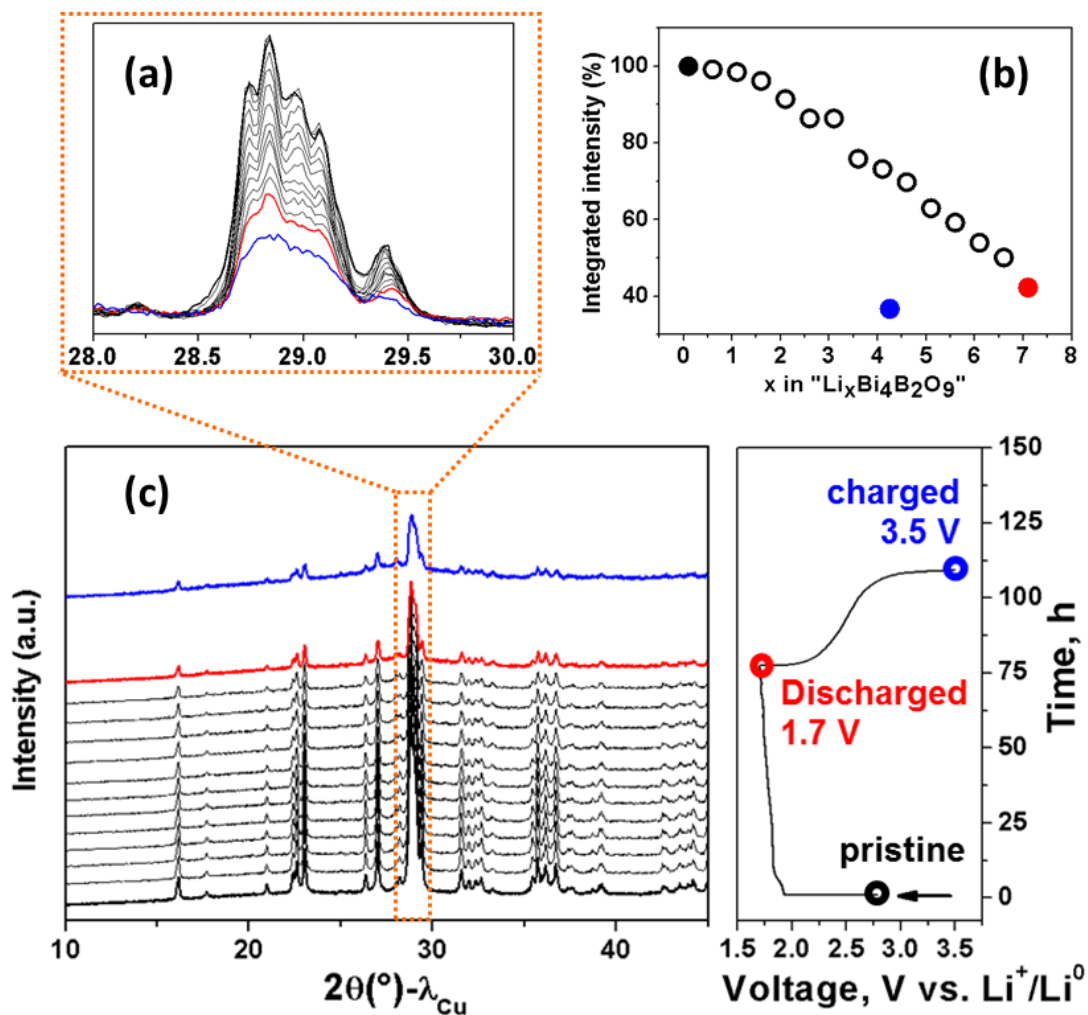 (a)
28.0 28.5 29.0 29.5 30.0
(b)
Integrated intensity (%)
100
80
60
40
0 1 2 3 4 5 6 7 8
x in "LiₓBi₄B₂O₉"
(c)
Intensity (a.u.)
10 20 30 40
2θ(°)-λCu
charged
3.5 V
Discharged
1.7 V
pristine
150
125
100
75
50
25
0
Time, h
1.5 2.0 2.5 3.0 3.5
Voltage, V vs. Li⁺/Li⁰